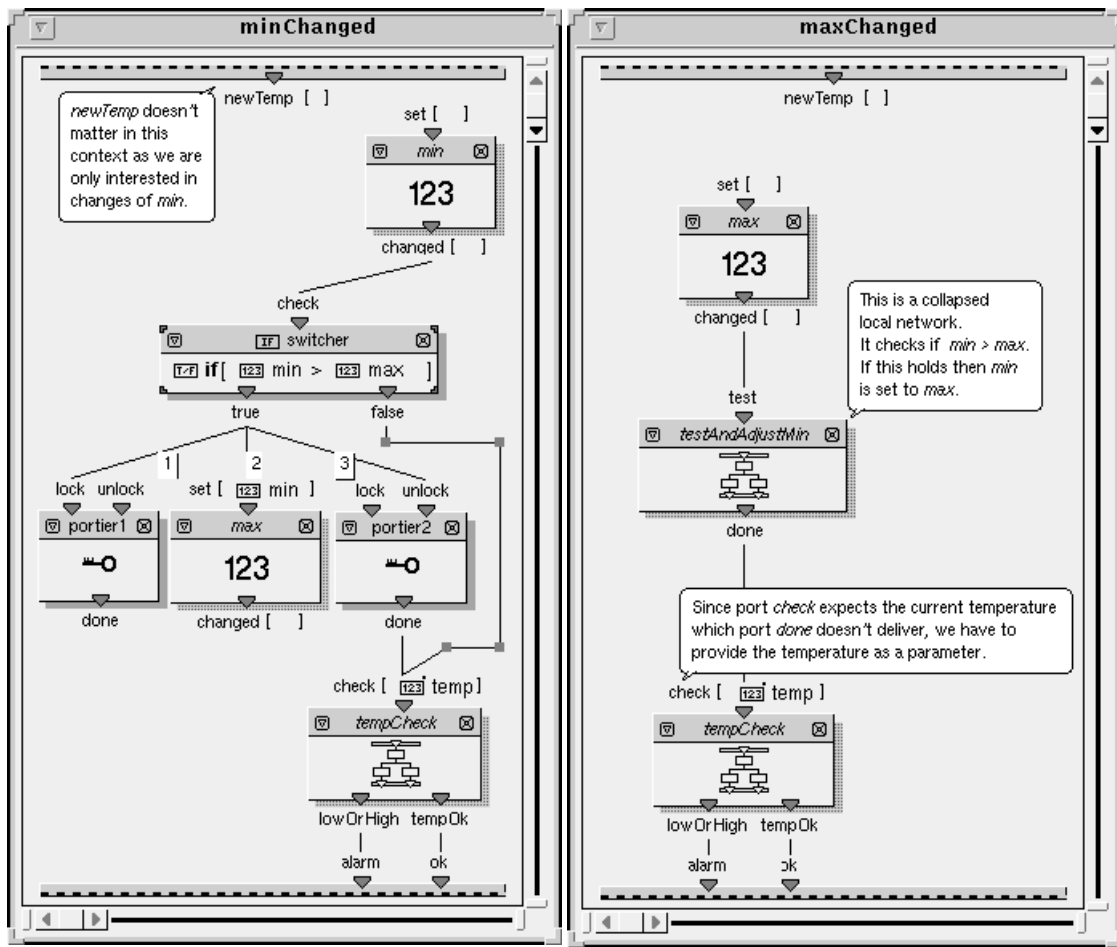 minChanged
newTemp [ ]
newTemp doesn't
matter in this
context as we are
only interested in
changes of min.
set [ ]
min
123
changed [ ]
check
IF switcher
T/F if[ 123 min > 123 max ]
true false
1 2 3
lock unlock set [ 123 min ] lock unlock
portier1 max portier2
123
done changed [ ] done
check [ 123 temp]
tempCheck
lowOrHigh tempOk
alarm ok
maxChanged
newTemp [ ]
set [ ]
max
123
changed [ ]
This is a collapsed
local network.
It checks if min > max.
If this holds then min
is set to max.
test
testAndAdjustMin
done
Since port check expects the current temperature
which port done doesn't deliver, we have to
provide the temperature as a parameter.
check [ 123 temp ]
tempCheck
lowOrHigh tempOk
alarm ok